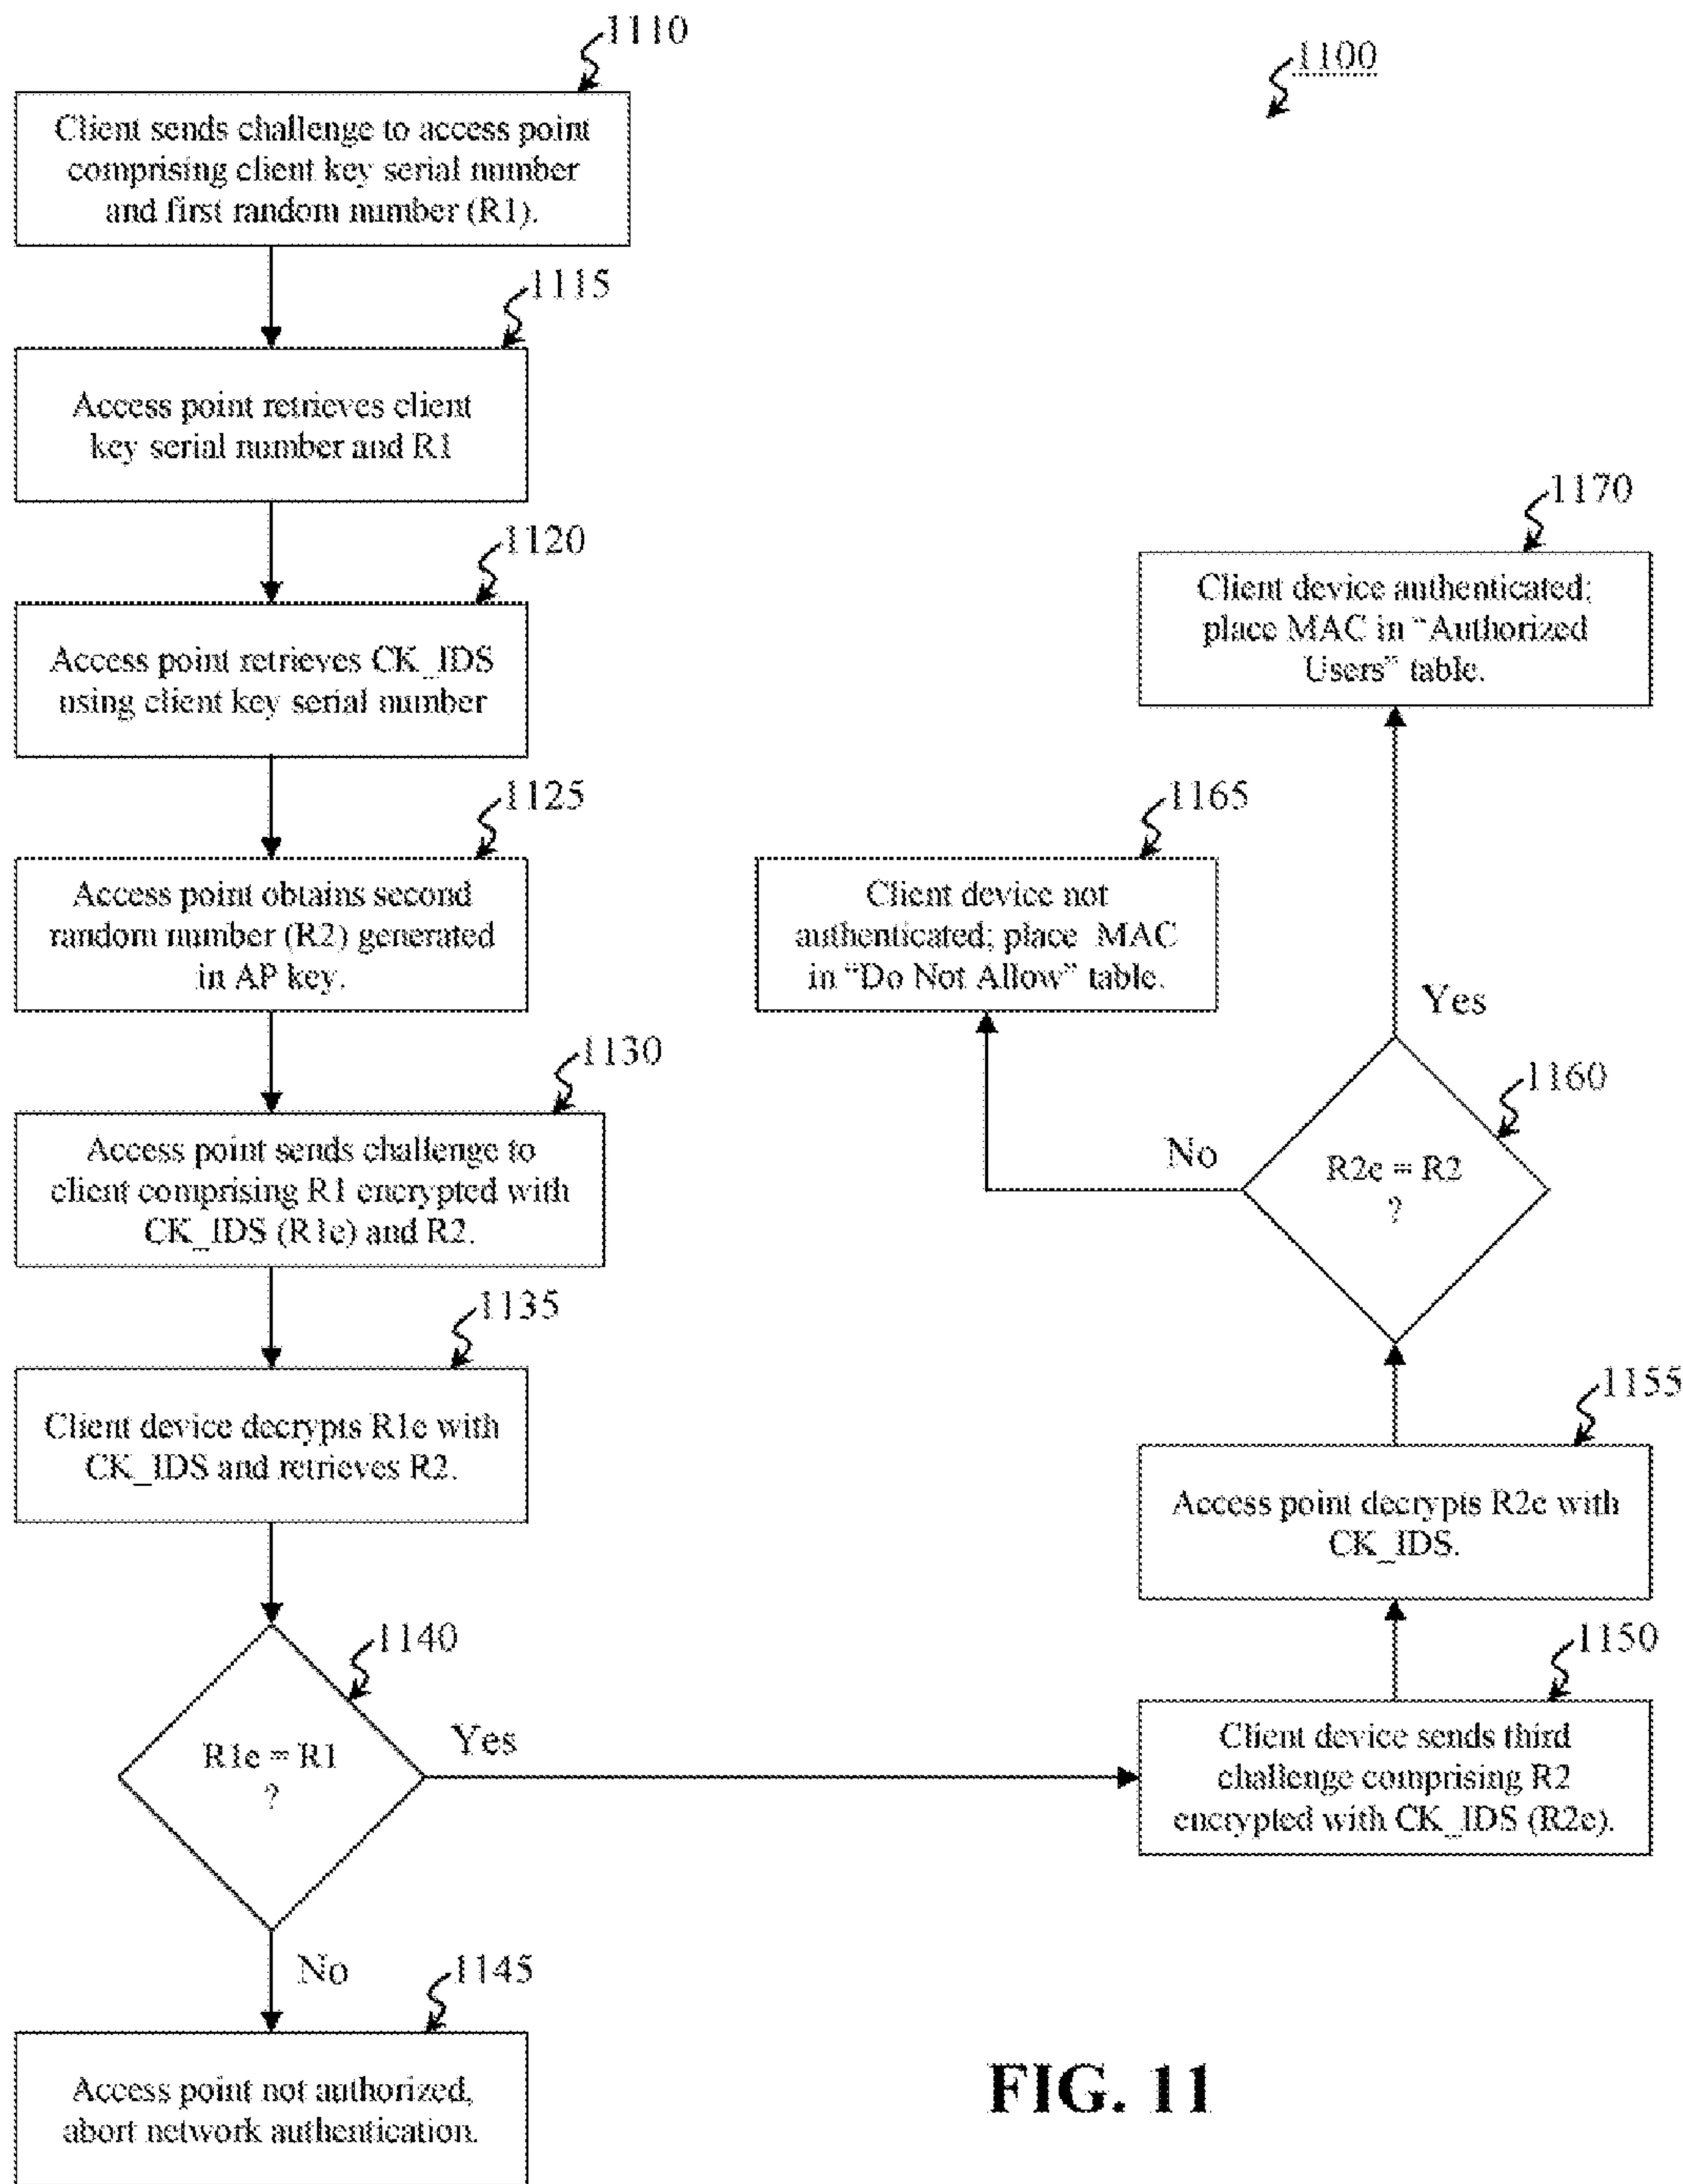 1110
1100
Client sends challenge to access point
comprising client key serial number
and first random number (R1).
1115
Access point retrieves client
key serial number and R1
1120
Access point retrieves CK_IDS
using client key serial number
1125
Access point obtains second
random number (R2) generated
in AP key.
1130
Access point sends challenge to
client comprising R1 encrypted with
CK_IDS (R1e) and R2.
1135
Client device decrypts R1e with
CK_IDS and retrieves R2.
1140
R1e = R1
?
Yes
No
1145
Access point not authorized,
abort network authentication.
1150
Client device sends third
challenge comprising R2
encrypted with CK_IDS (R2e).
1155
Access point decrypts R2e with
CK_IDS.
1160
R2e = R2
?
No
Yes
1165
Client device not
authenticated; place MAC
in “Do Not Allow” table.
1170
Client device authenticated;
place MAC in “Authorized
Users” table.
FIG. 11